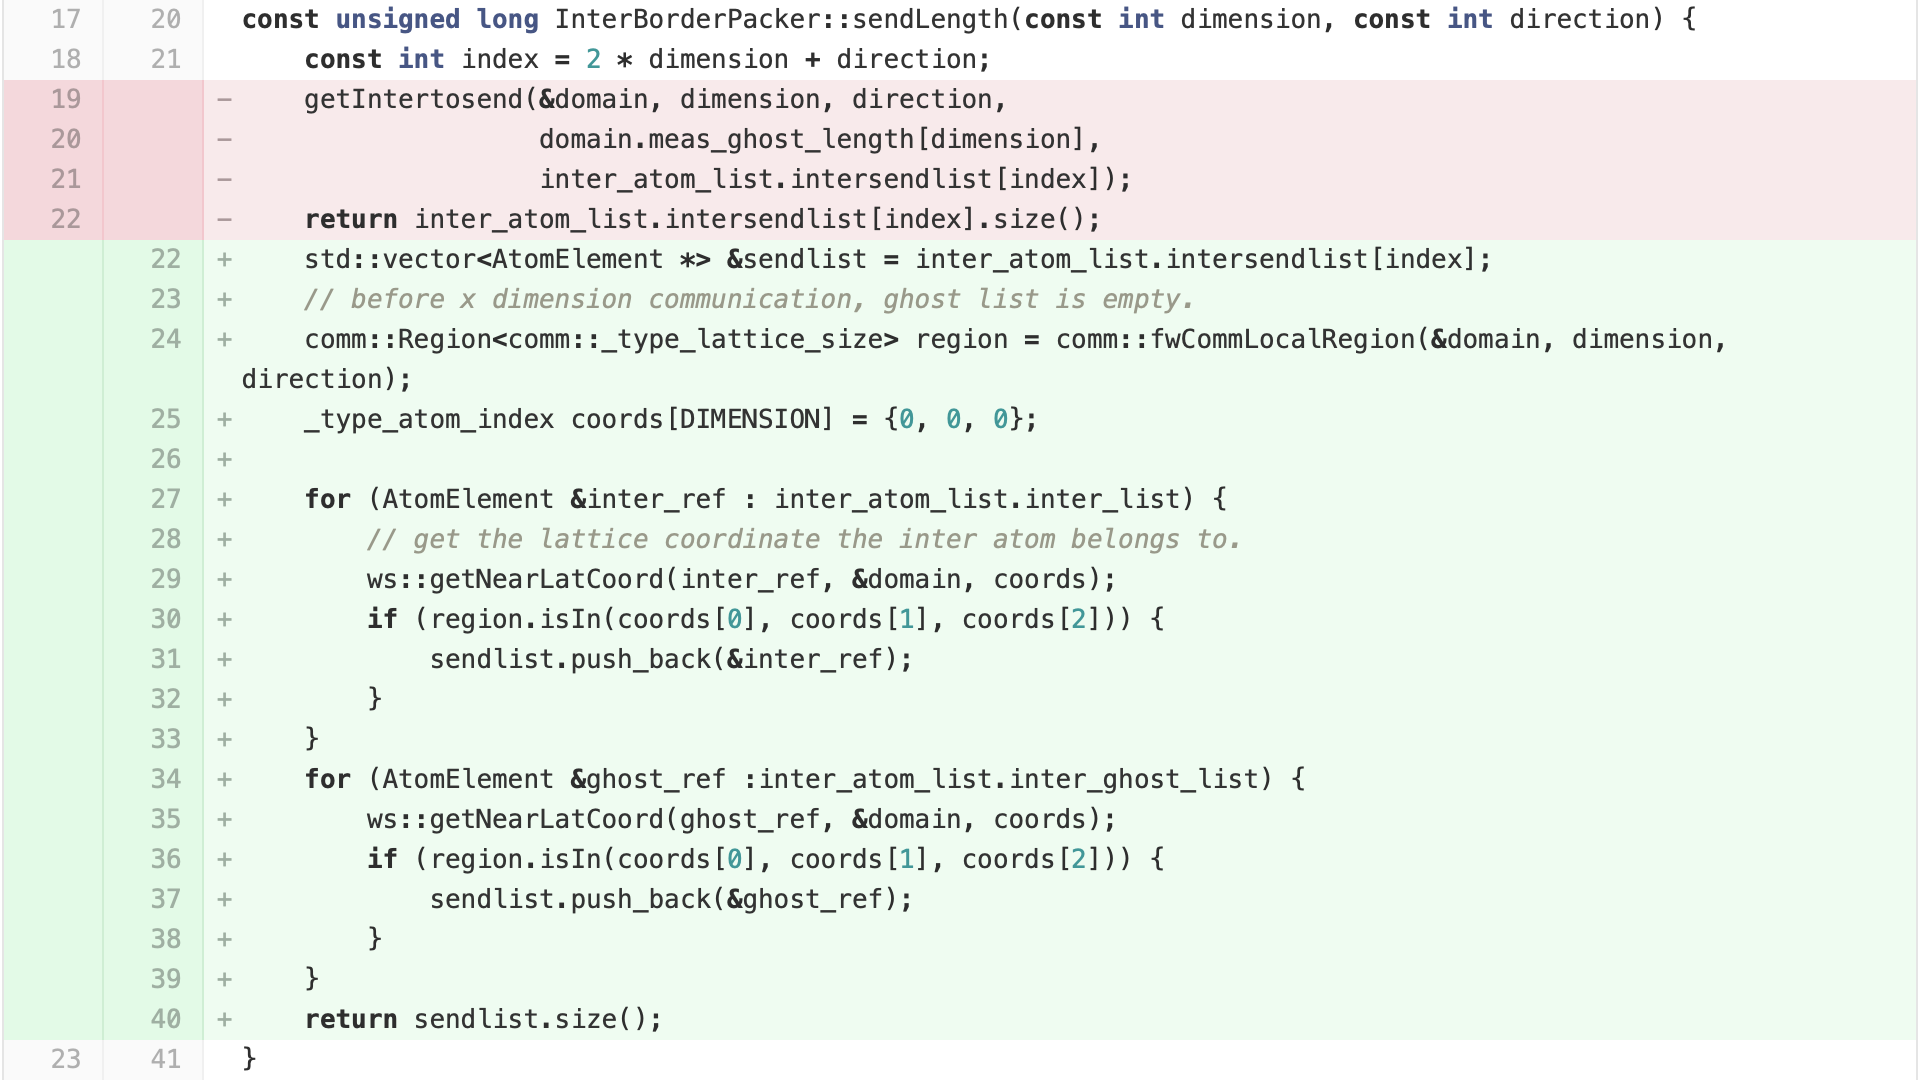 17 20 const unsigned long InterBorderPacker::sendLength(const int dimension, const int direction) {
18 21     const int index = 2 * dimension + direction;
19 −     getIntertosend(&domain, dimension, direction,
20 −                    domain.meas_ghost_length[dimension],
21 −                    inter_atom_list.intersendlist[index]);
22 −     return inter_atom_list.intersendlist[index].size();
22 +     std::vector<AtomElement *> &sendlist = inter_atom_list.intersendlist[index];
23 +     // before x dimension communication, ghost list is empty.
24 +     comm::Region<comm::_type_lattice_size> region = comm::fwCommLocalRegion(&domain, dimension,
direction);
25 +     _type_atom_index coords[DIMENSION] = {0, 0, 0};
26 +
27 +     for (AtomElement &inter_ref : inter_atom_list.inter_list) {
28 +         // get the lattice coordinate the inter atom belongs to.
29 +         ws::getNearLatCoord(inter_ref, &domain, coords);
30 +         if (region.isIn(coords[0], coords[1], coords[2])) {
31 +             sendlist.push_back(&inter_ref);
32 +         }
33 +     }
34 +     for (AtomElement &ghost_ref :inter_atom_list.inter_ghost_list) {
35 +         ws::getNearLatCoord(ghost_ref, &domain, coords);
36 +         if (region.isIn(coords[0], coords[1], coords[2])) {
37 +             sendlist.push_back(&ghost_ref);
38 +         }
39 +     }
40 +     return sendlist.size();
23 41 }